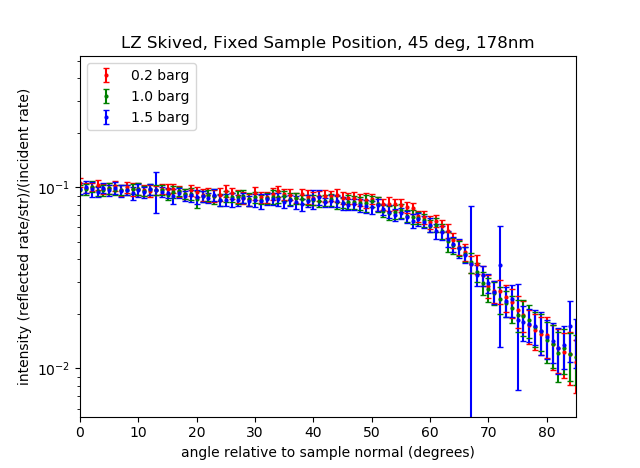 LZ Skived, Fixed Sample Position, 45 deg, 178nm
0.2 barg
1.0 barg
1.5 barg
intensity (reflected rate/str)/(incident rate)
10⁻¹
10⁻²
0 10 20 30 40 50 60 70 80
angle relative to sample normal (degrees)